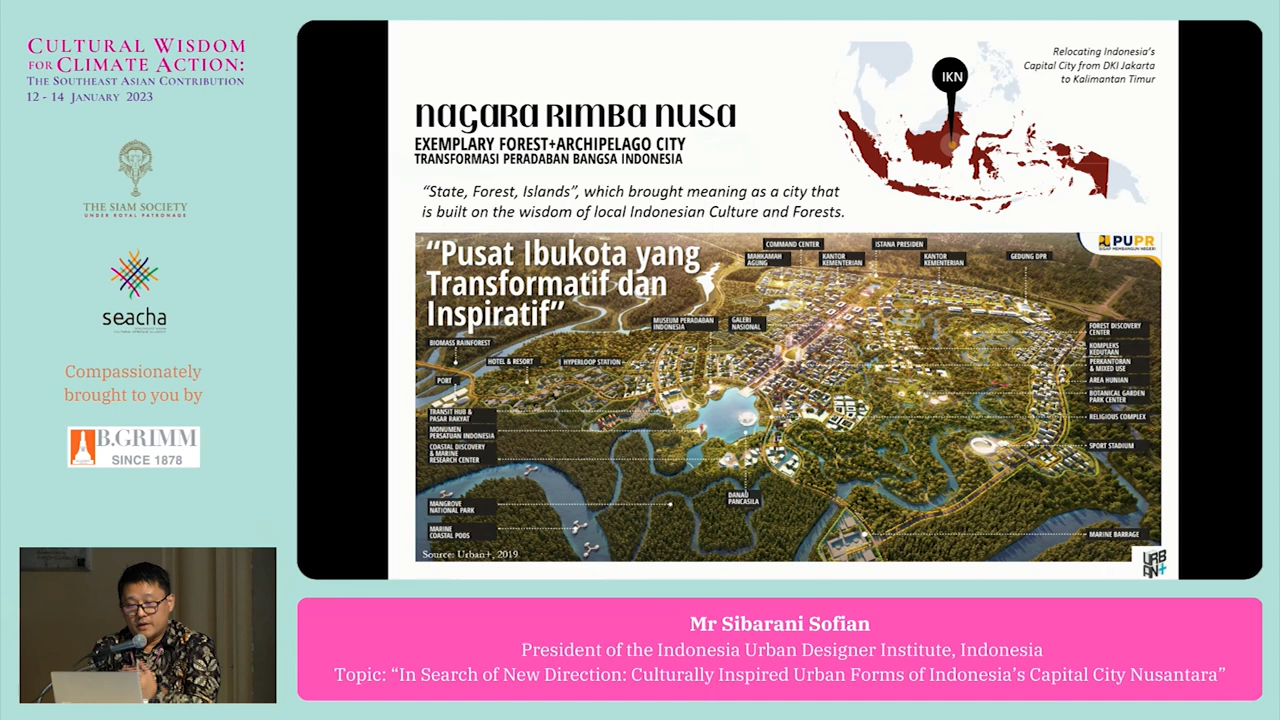 CULTURAL WISDOM
FOR CLIMATE ACTION:
THE SOUTHEAST ASIAN CONTRIBUTION
12 - 14 JANUARY 2023
THE SIAM SOCIETY
UNDER ROYAL PATRONAGE
seacha
Compassionately
brought to you by
B.GRIMM
SINCE 1878
Relocating Indonesia's
Capital City from DKI Jakarta
to Kalimantan Timur
IKN
nagara rimba nusa
EXEMPLARY FOREST+ARCHIPELAGO CITY
TRANSFORMASI PERADABAN BANGSA INDONESIA
“State, Forest, Islands”, which brought meaning as a city that
is built on the wisdom of local Indonesian Culture and Forests.
“Pusat Ibukota yang
Transformatif dan
Inspiratif”
PUPR
SIGAP MEMBANGUN NEGERI
COMMAND CENTER
ISTANA PRESIDEN
MAHKAMAH
AGUNG
KANTOR
KEMENTERIAN
KANTOR
KEMENTERIAN
GEDUNG DPR
MUSEUM PERADABAN
INDONESIA
GALERI
NASIONAL
BIOMASS RAINFOREST
HOTEL & RESORT
HYPERLOOP STATION
PORT
TRANSIT HUB &
PASAR RAKYAT
MONUMEN
PERSATUAN INDONESIA
COASTAL DISCOVERY
& MARINE
RESEARCH CENTER
MANGROVE
NATIONAL PARK
MARINE
COASTAL PODS
DANAU
PANCASILA
FOREST DISCOVERY
CENTER
KOMPLEKS
KEDUTAAN
PERKANTORAN
& MIXED USE
AREA HUNIAN
BOTANICAL GARDEN
PARK CENTER
RELIGIOUS COMPLEX
SPORT STADIUM
MARINE BARRAGE
Source: Urban+, 2019
URB
AN+
Mr Sibarani Sofian
President of the Indonesia Urban Designer Institute, Indonesia
Topic: “In Search of New Direction: Culturally Inspired Urban Forms of Indonesia’s Capital City Nusantara”